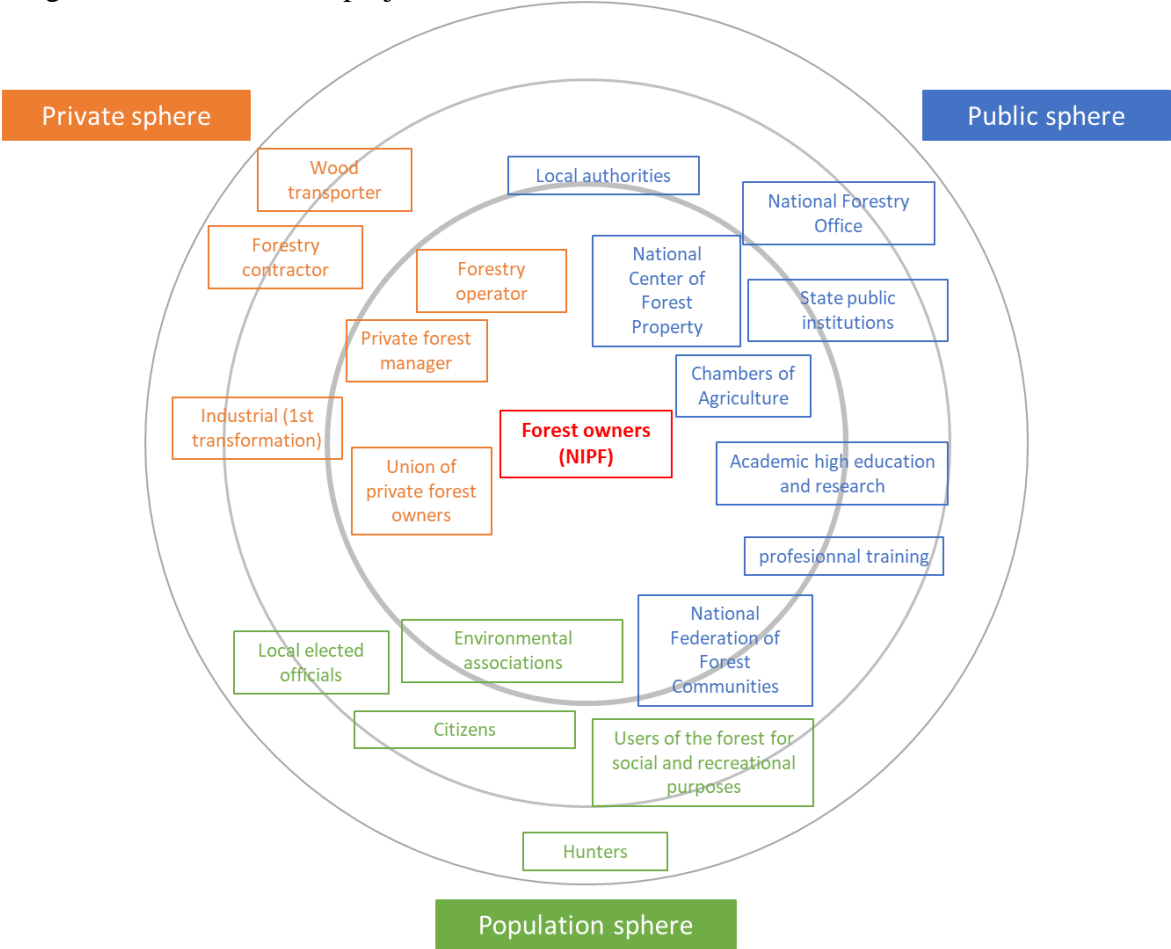 Private sphere
Public sphere
Wood
transporter
Local authorities
National Forestry
Office
Forestry
contractor
Forestry
operator
National
Center of
Forest
Property
State public
institutions
Private forest
manager
Chambers of
Agriculture
Industrial (1st
transformation)
Forest owners
(NIPF)
Union of
private forest
owners
Academic high education
and research
profesionnal training
National
Federation of
Forest
Communities
Local elected
officials
Environmental
associations
Citizens
Users of the forest for
social and recreational
purposes
Hunters
Population sphere